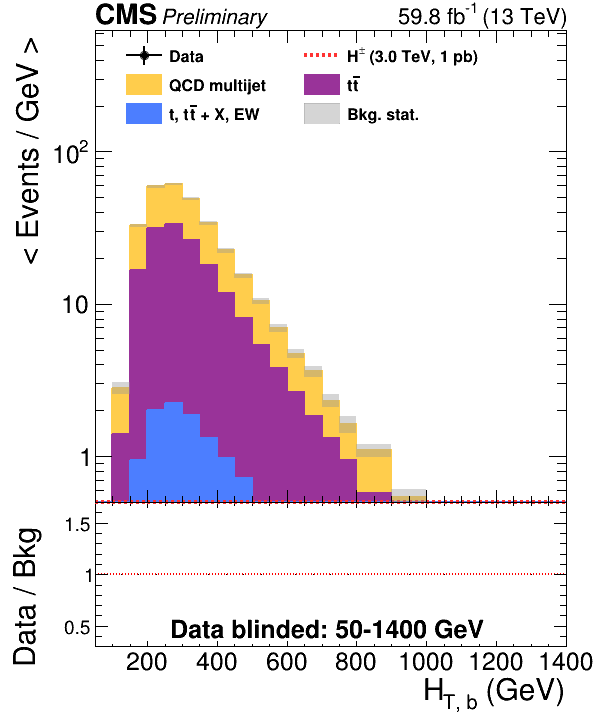 CMS Preliminary 59.8 fb⁻¹ (13 TeV)
Data H± (3.0 TeV, 1 pb)
QCD multijet tt̄
t, tt̄ + X, EW Bkg. stat.
< Events / GeV >
10²
10
1
Data / Bkg
1.5
1
0.5
Data blinded: 50-1400 GeV
200 400 600 800 1000 1200 1400
H_T, b (GeV)